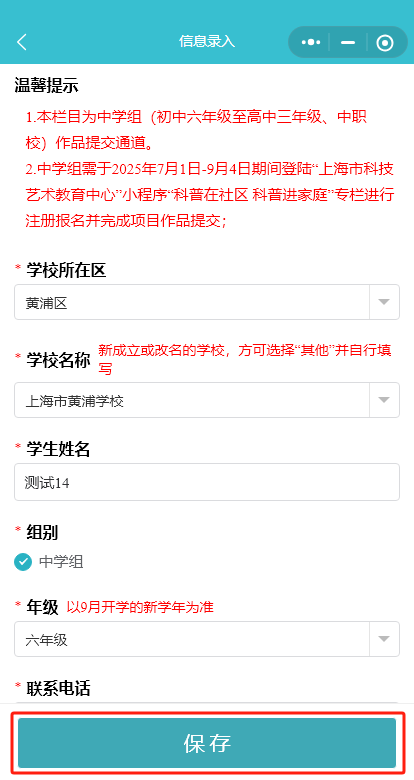 信息录入
温馨提示
1.本栏目为中学组（初中六年级至高中三年级、中职
校）作品提交通道。
2.中学组需于2025年7月1日-9月4日期间登陆“上海市科技
艺术教育中心”小程序“科普在社区 科普进家庭”专栏进行
注册报名并完成项目作品提交；
* 学校所在区
黄浦区
* 学校名称 新成立或改名的学校，方可选择“其他”并自行填
写
上海市黄浦学校
* 学生姓名
测试14
* 组别
中学组
* 年级 以9月开学的新学年为准
六年级
* 联系电话
保存